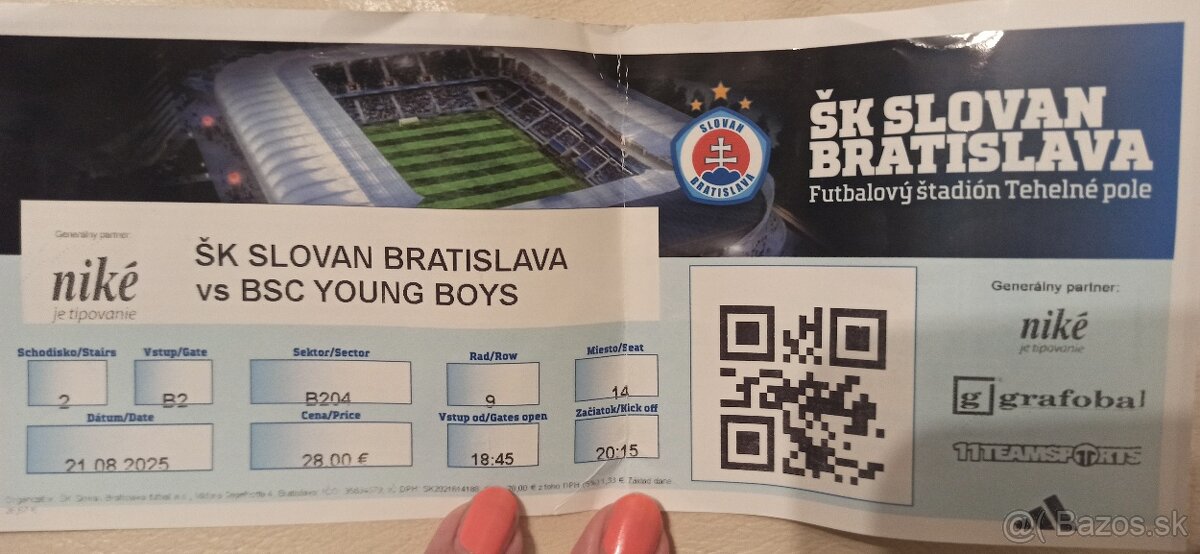 ŠK SLOVAN
BRATISLAVA
Futbalový štadión Tehelné pole
SLOVAN
BRATISLAVA
Generálny partner:
niké
je tipovanie
ŠK SLOVAN BRATISLAVA
vs BSC YOUNG BOYS
Schodisko/Stairs
2
Vstup/Gate
B2
Sektor/Sector
B204
Rad/Row
9
Miesto/Seat
14
Dátum/Date
21.08.2025
Cena/Price
28.00 €
Vstup od/Gates open
18:45
Začiatok/Kick off
20:15
Generálny partner:
niké
je tipovanie
g grafobal
11TEAMSPORTS
Bazos.sk